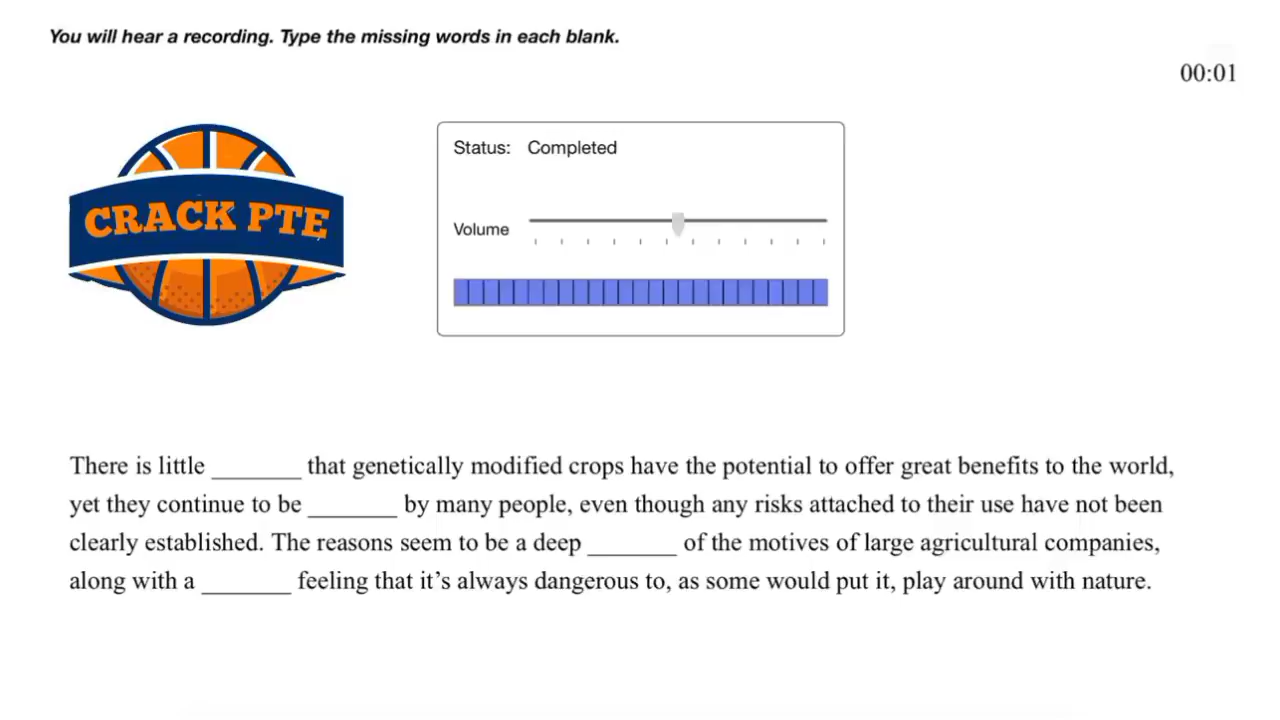 You will hear a recording. Type the missing words in each blank.
00:01
CRACK PTE
Status: Completed
Volume
There is little _______ that genetically modified crops have the potential to offer great benefits to the world,
yet they continue to be _______ by many people, even though any risks attached to their use have not been
clearly established. The reasons seem to be a deep _______ of the motives of large agricultural companies,
along with a _______ feeling that it’s always dangerous to, as some would put it, play around with nature.